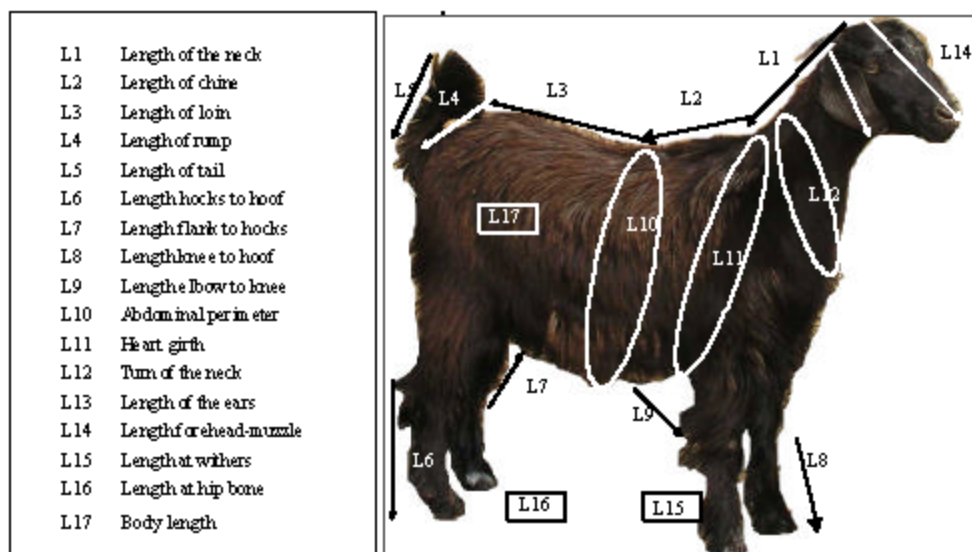 L1 Length of the neck
L2 Length of chine
L3 Length of loin
L4 Length of rump
L5 Length of tail
L6 Length hocks to hoof
L7 Length flank to hocks
L8 Length knee to hoof
L9 Length elbow to knee
L10 Abdominal perimeter
L11 Heart girth
L12 Turn of the neck
L13 Length of the ears
L14 Length forehead-muzzle
L15 Length at withers
L16 Length at hip bone
L17 Body length
L1
L14
L3
L2
L4
L17
L10
L12
L11
L7
L9
L6
L8
L16
L15